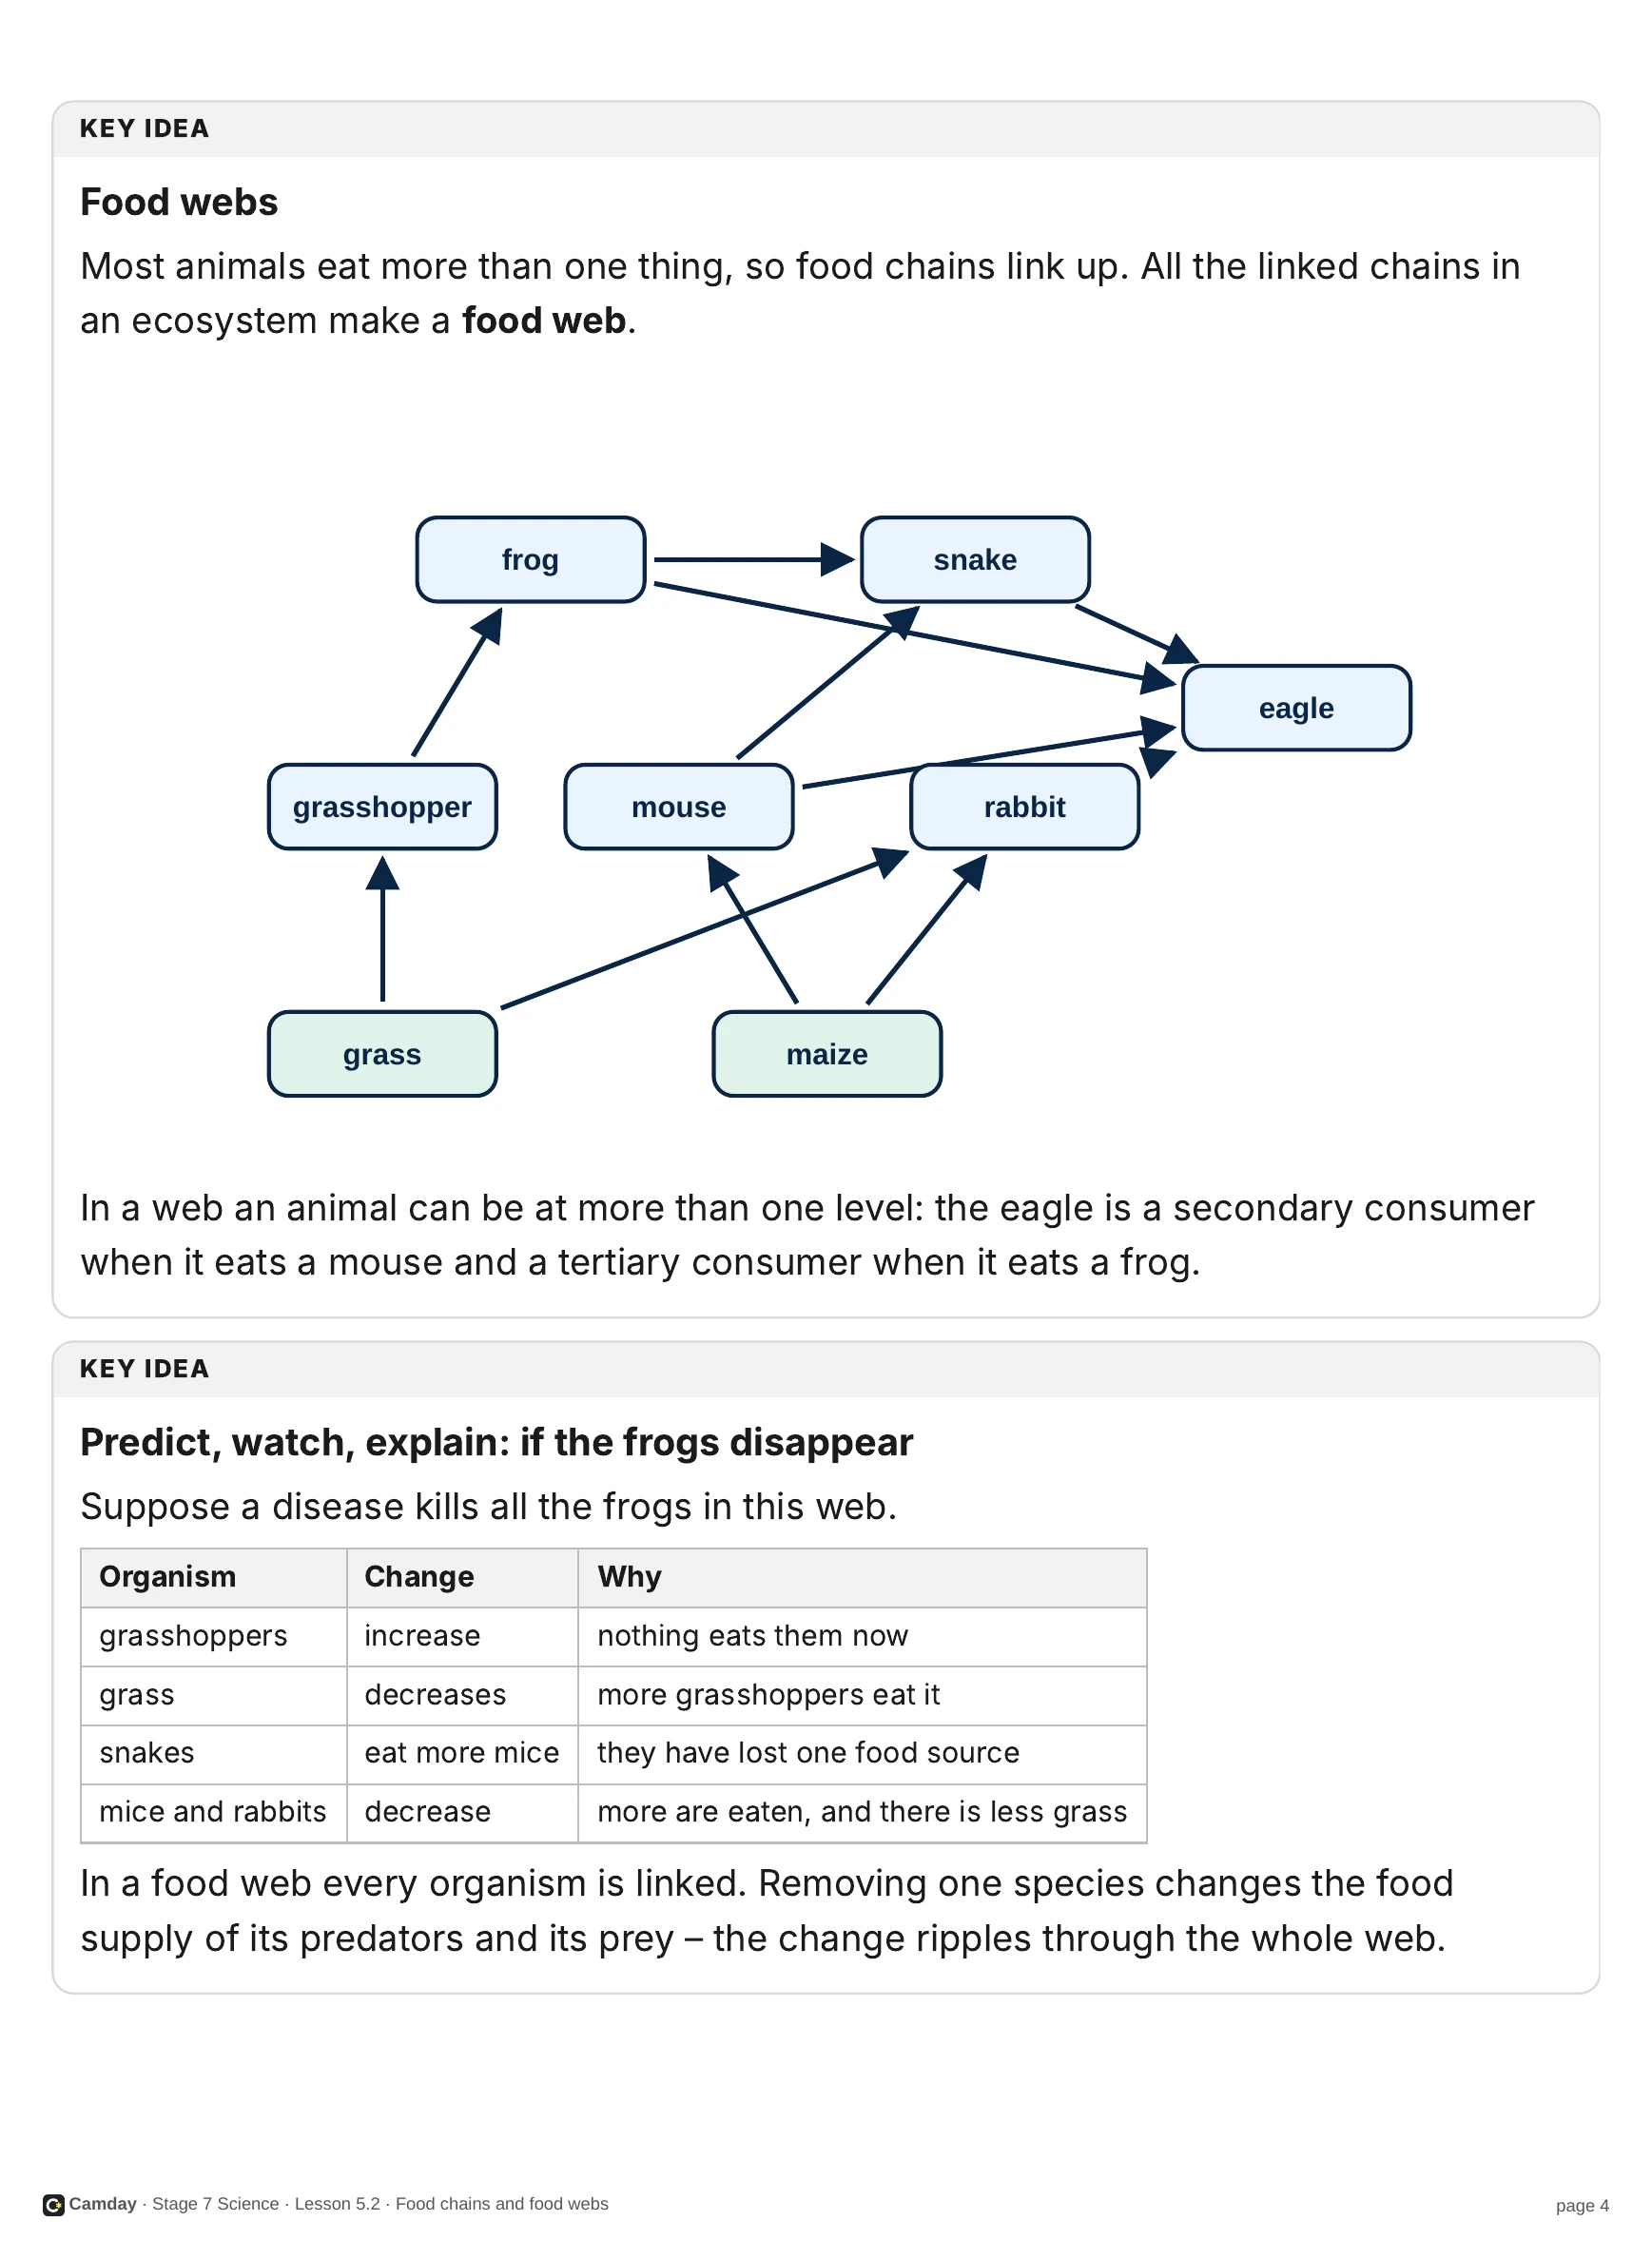 KEY IDEA
Food webs
Most animals eat more than one thing, so food chains link up. All the linked chains in
an ecosystem make a food web.
frog
snake
eagle
grasshopper
mouse
rabbit
grass
maize
In a web an animal can be at more than one level: the eagle is a secondary consumer
when it eats a mouse and a tertiary consumer when it eats a frog.
KEY IDEA
Predict, watch, explain: if the frogs disappear
Suppose a disease kills all the frogs in this web.
Organism Change Why
grasshoppers increase nothing eats them now
grass decreases more grasshoppers eat it
snakes eat more mice they have lost one food source
mice and rabbits decrease more are eaten, and there is less grass
In a food web every organism is linked. Removing one species changes the food
supply of its predators and its prey – the change ripples through the whole web.
Camday · Stage 7 Science · Lesson 5.2 · Food chains and food webs
page 4